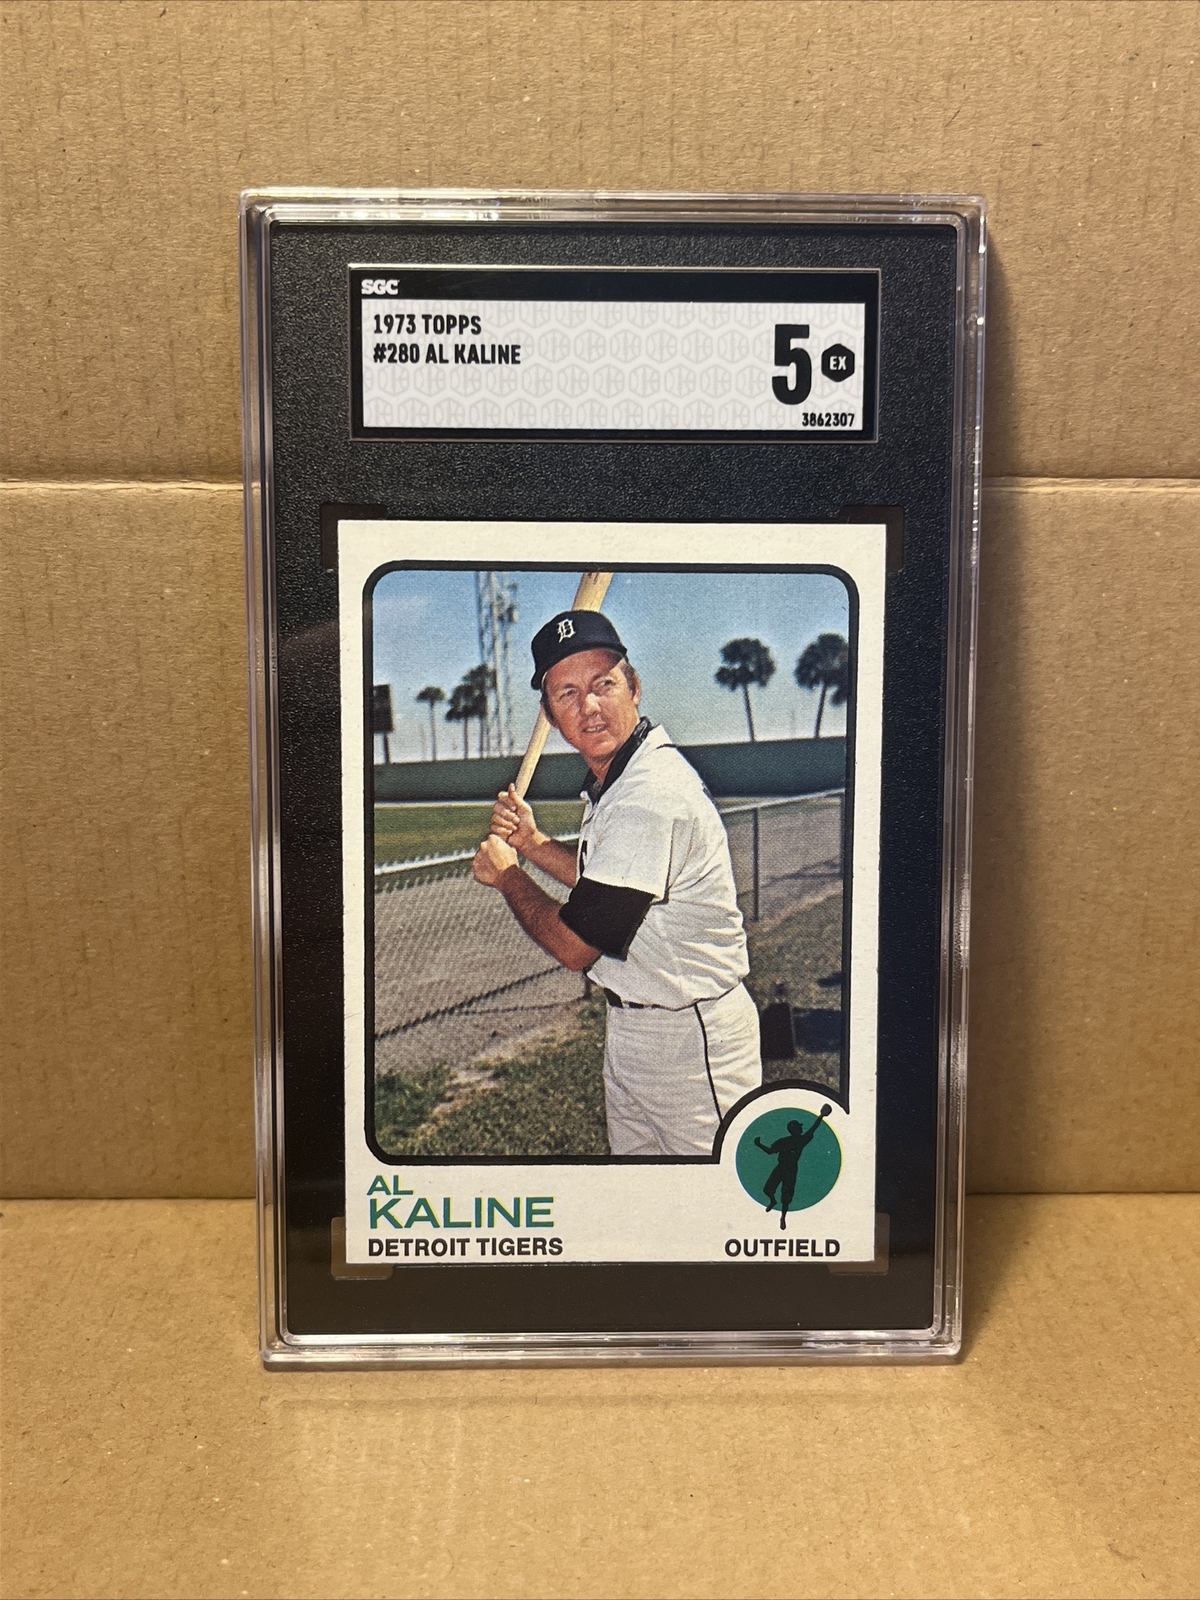 SGC
1973 TOPPS
#280 AL KALINE
5 EX
3862307
D
AL
KALINE
DETROIT TIGERS
OUTFIELD